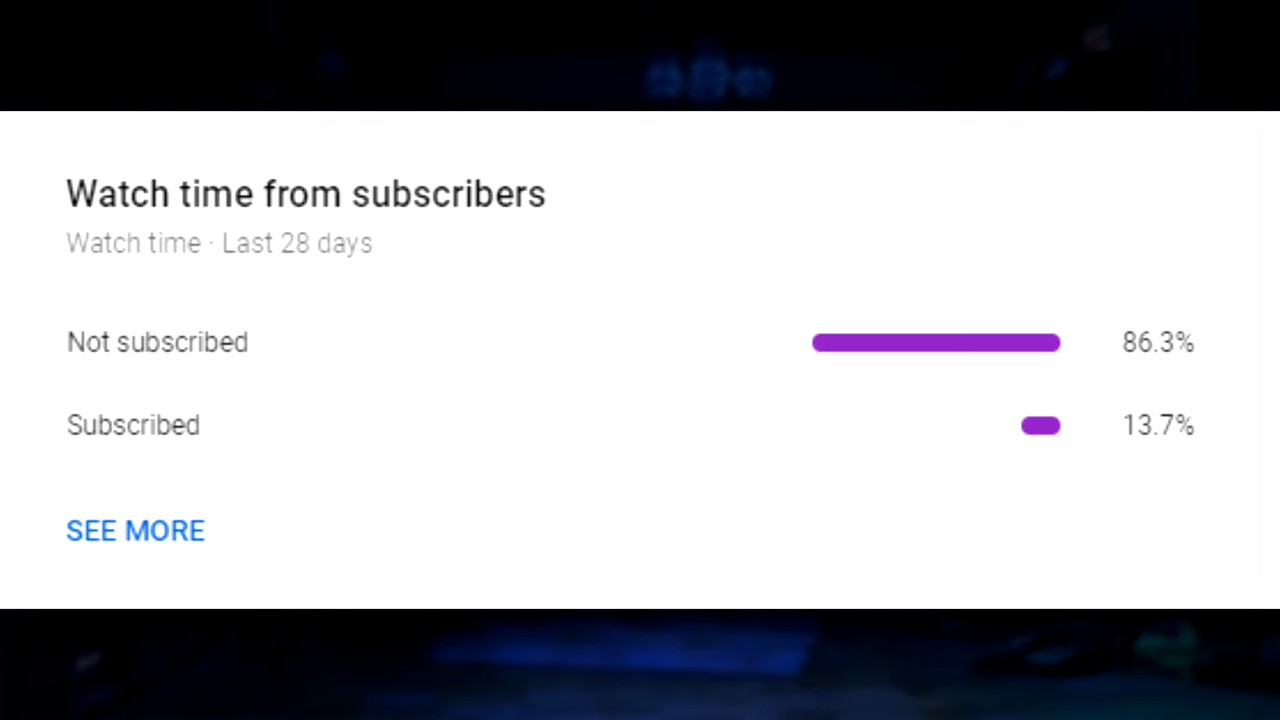 Watch time from subscribers
Watch time · Last 28 days
Not subscribed 86.3%
Subscribed 13.7%
SEE MORE